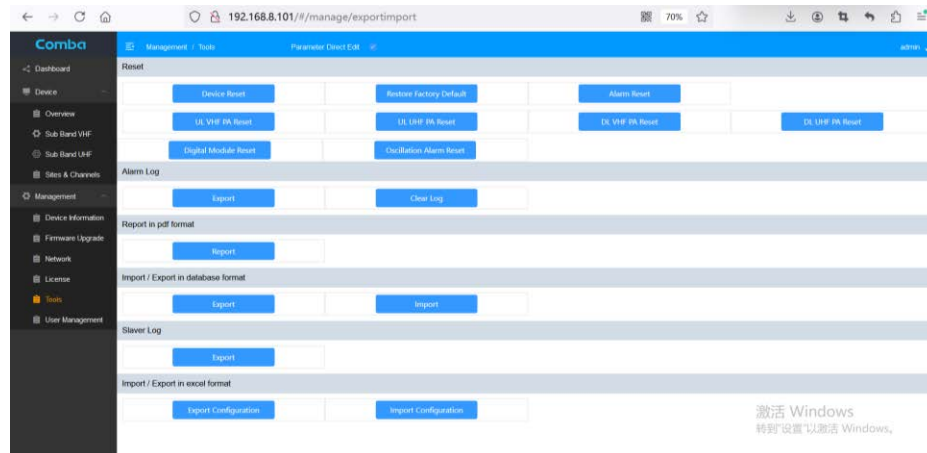 192.168.8.101/#/manage/exportimport
70%
Comba
Management / Tools
Parameter Direct Edit
admin
Dashboard
Device
Overview
Sub Band VHF
Sub Band UHF
Sites & Channels
Management
Device Information
Firmware Upgrade
Network
License
Tools
User Management
Reset
Device Reset
Restore Factory Default
Alarm Reset
UL VHF PA Reset
UL UHF PA Reset
DL VHF PA Reset
DL UHF PA Reset
Digital Module Reset
Oscillation Alarm Reset
Alarm Log
Export
Clear Log
Report in pdf format
Report
Import / Export in database format
Export
Import
Slaver Log
Export
Import / Export in excel format
Export Configuration
Import Configuration
激活 Windows
转到"设置"以激活 Windows。